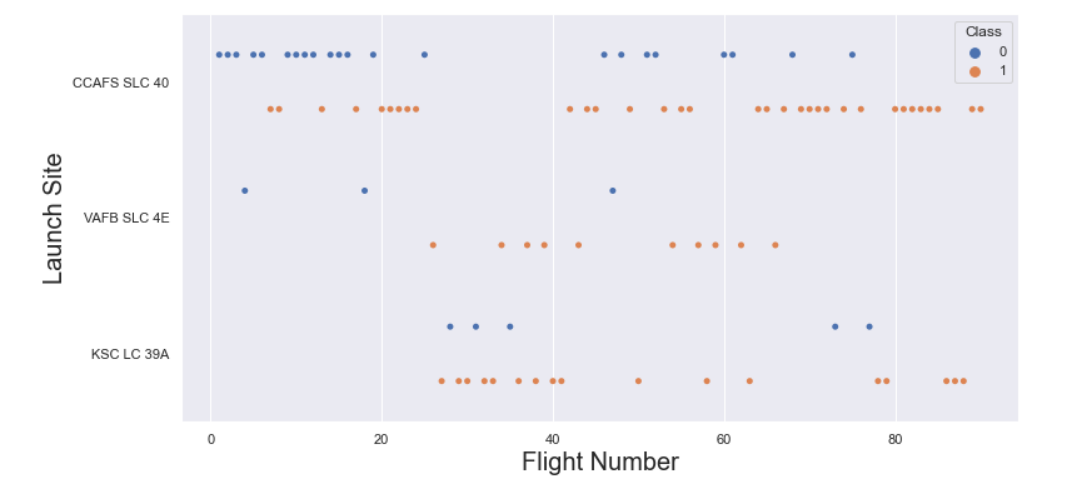 Class
0
1
CCAFS SLC 40
VAFB SLC 4E
KSC LC 39A
Launch Site
0 20 40 60 80
Flight Number